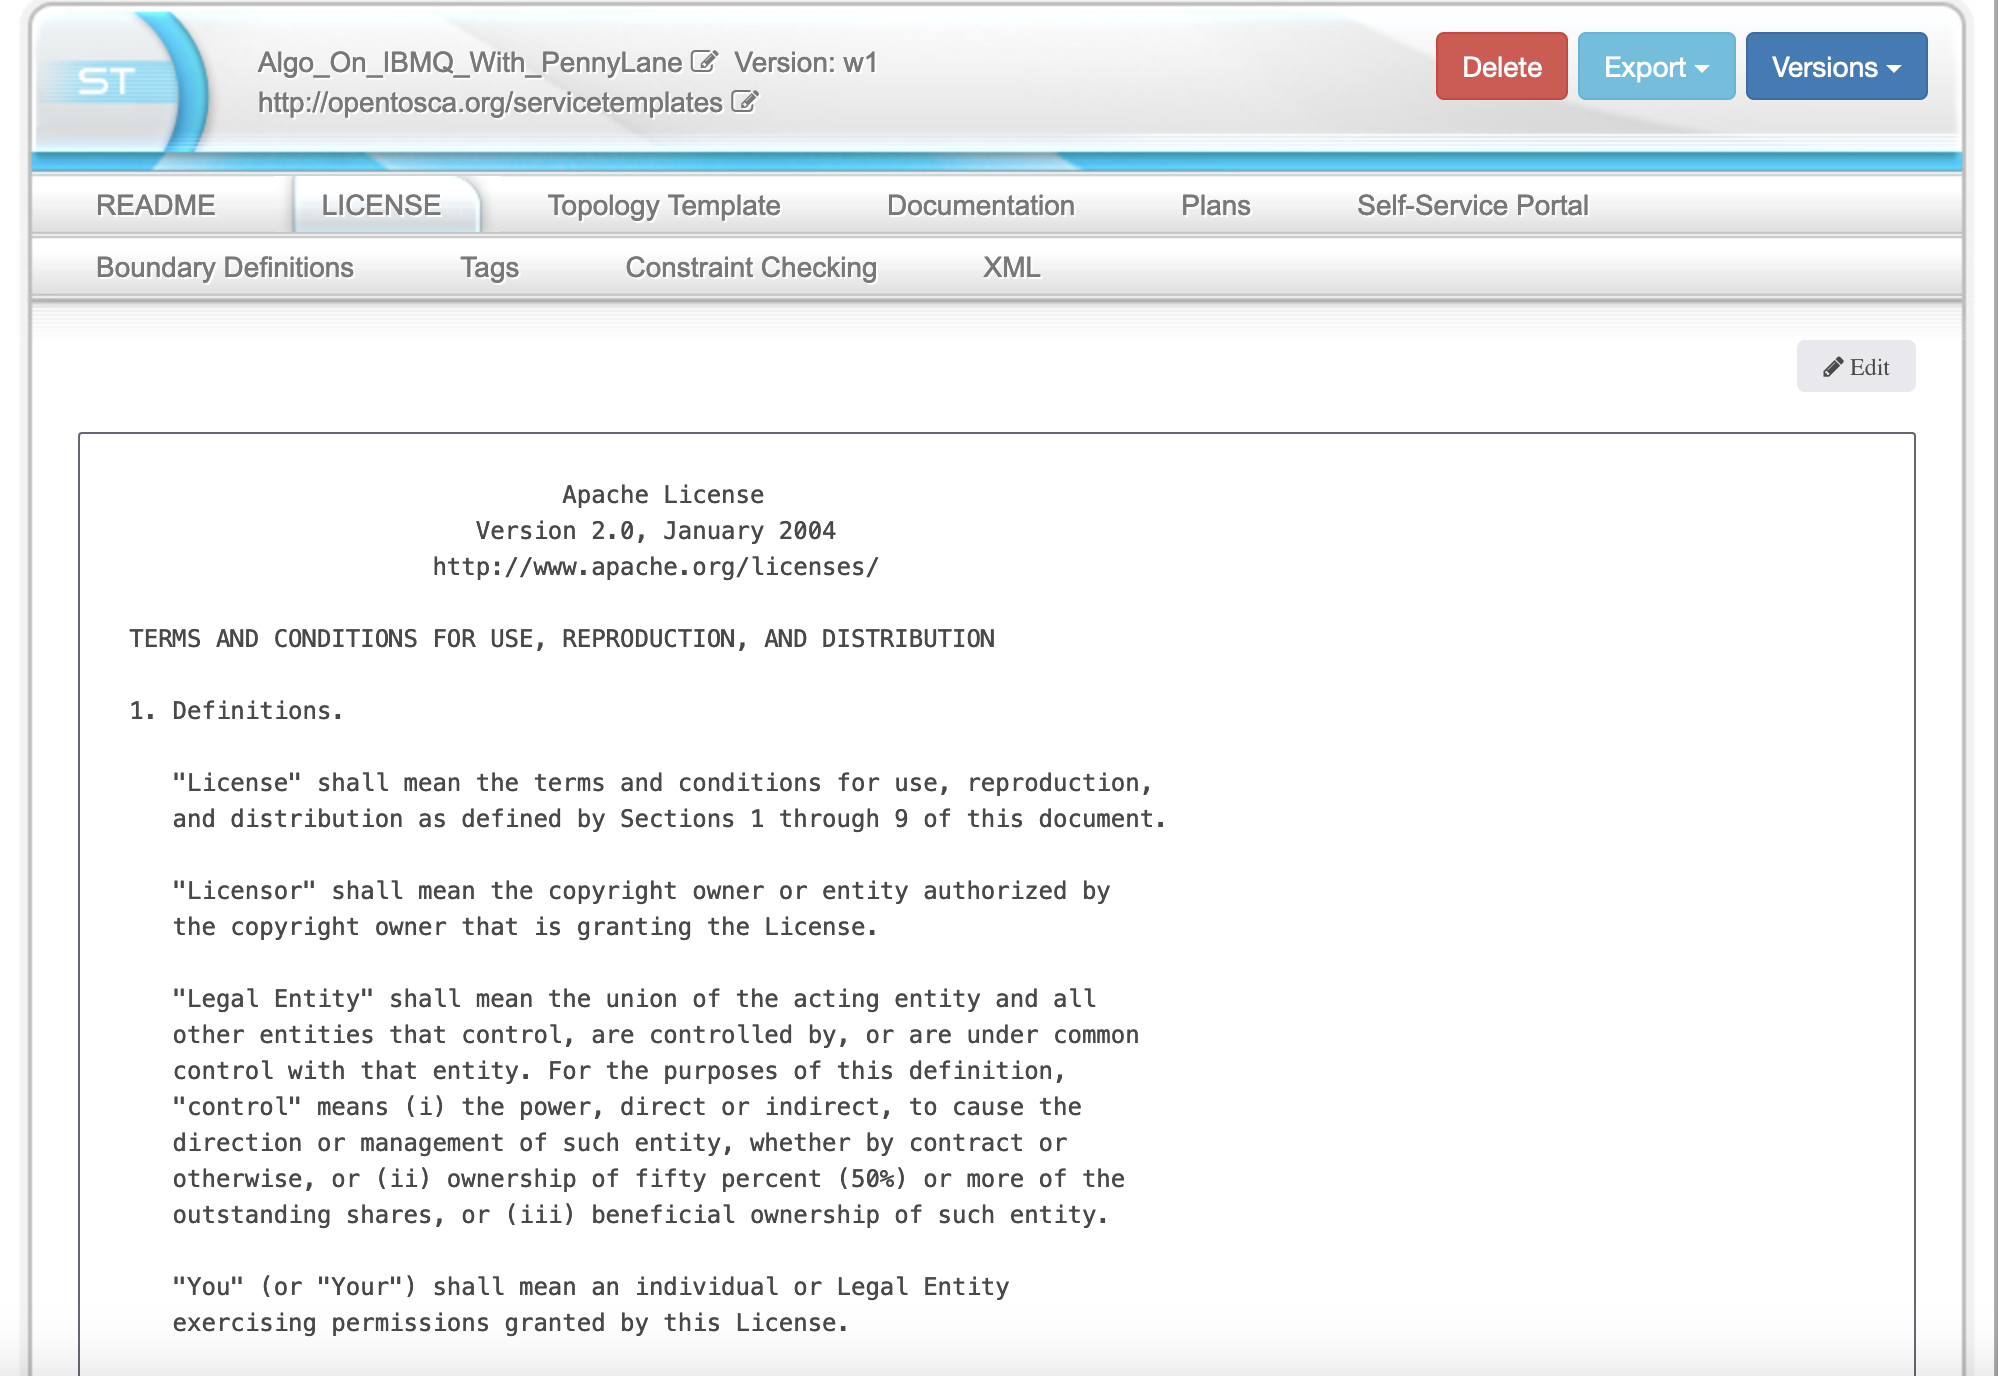 ST
Algo_On_IBMQ_With_PennyLane Version: w1
http://opentosca.org/servicetemplates
Delete
Export
Versions
README
LICENSE
Topology Template
Documentation
Plans
Self-Service Portal
Boundary Definitions
Tags
Constraint Checking
XML
Edit
Apache License
Version 2.0, January 2004
http://www.apache.org/licenses/
TERMS AND CONDITIONS FOR USE, REPRODUCTION, AND DISTRIBUTION
1. Definitions.
"License" shall mean the terms and conditions for use, reproduction,
and distribution as defined by Sections 1 through 9 of this document.
"Licensor" shall mean the copyright owner or entity authorized by
the copyright owner that is granting the License.
"Legal Entity" shall mean the union of the acting entity and all
other entities that control, are controlled by, or are under common
control with that entity. For the purposes of this definition,
"control" means (i) the power, direct or indirect, to cause the
direction or management of such entity, whether by contract or
otherwise, or (ii) ownership of fifty percent (50%) or more of the
outstanding shares, or (iii) beneficial ownership of such entity.
"You" (or "Your") shall mean an individual or Legal Entity
exercising permissions granted by this License.